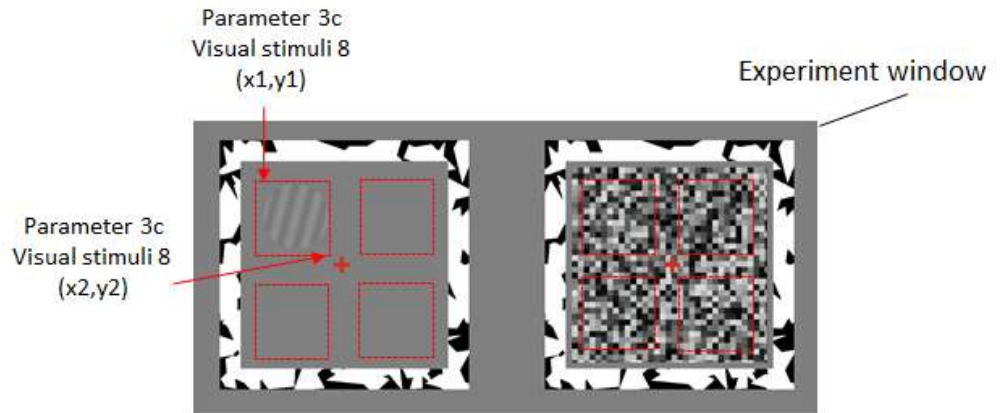 Parameter 3c
Visual stimuli 8
(x1,y1)
Experiment window
Parameter 3c
Visual stimuli 8
(x2,y2)